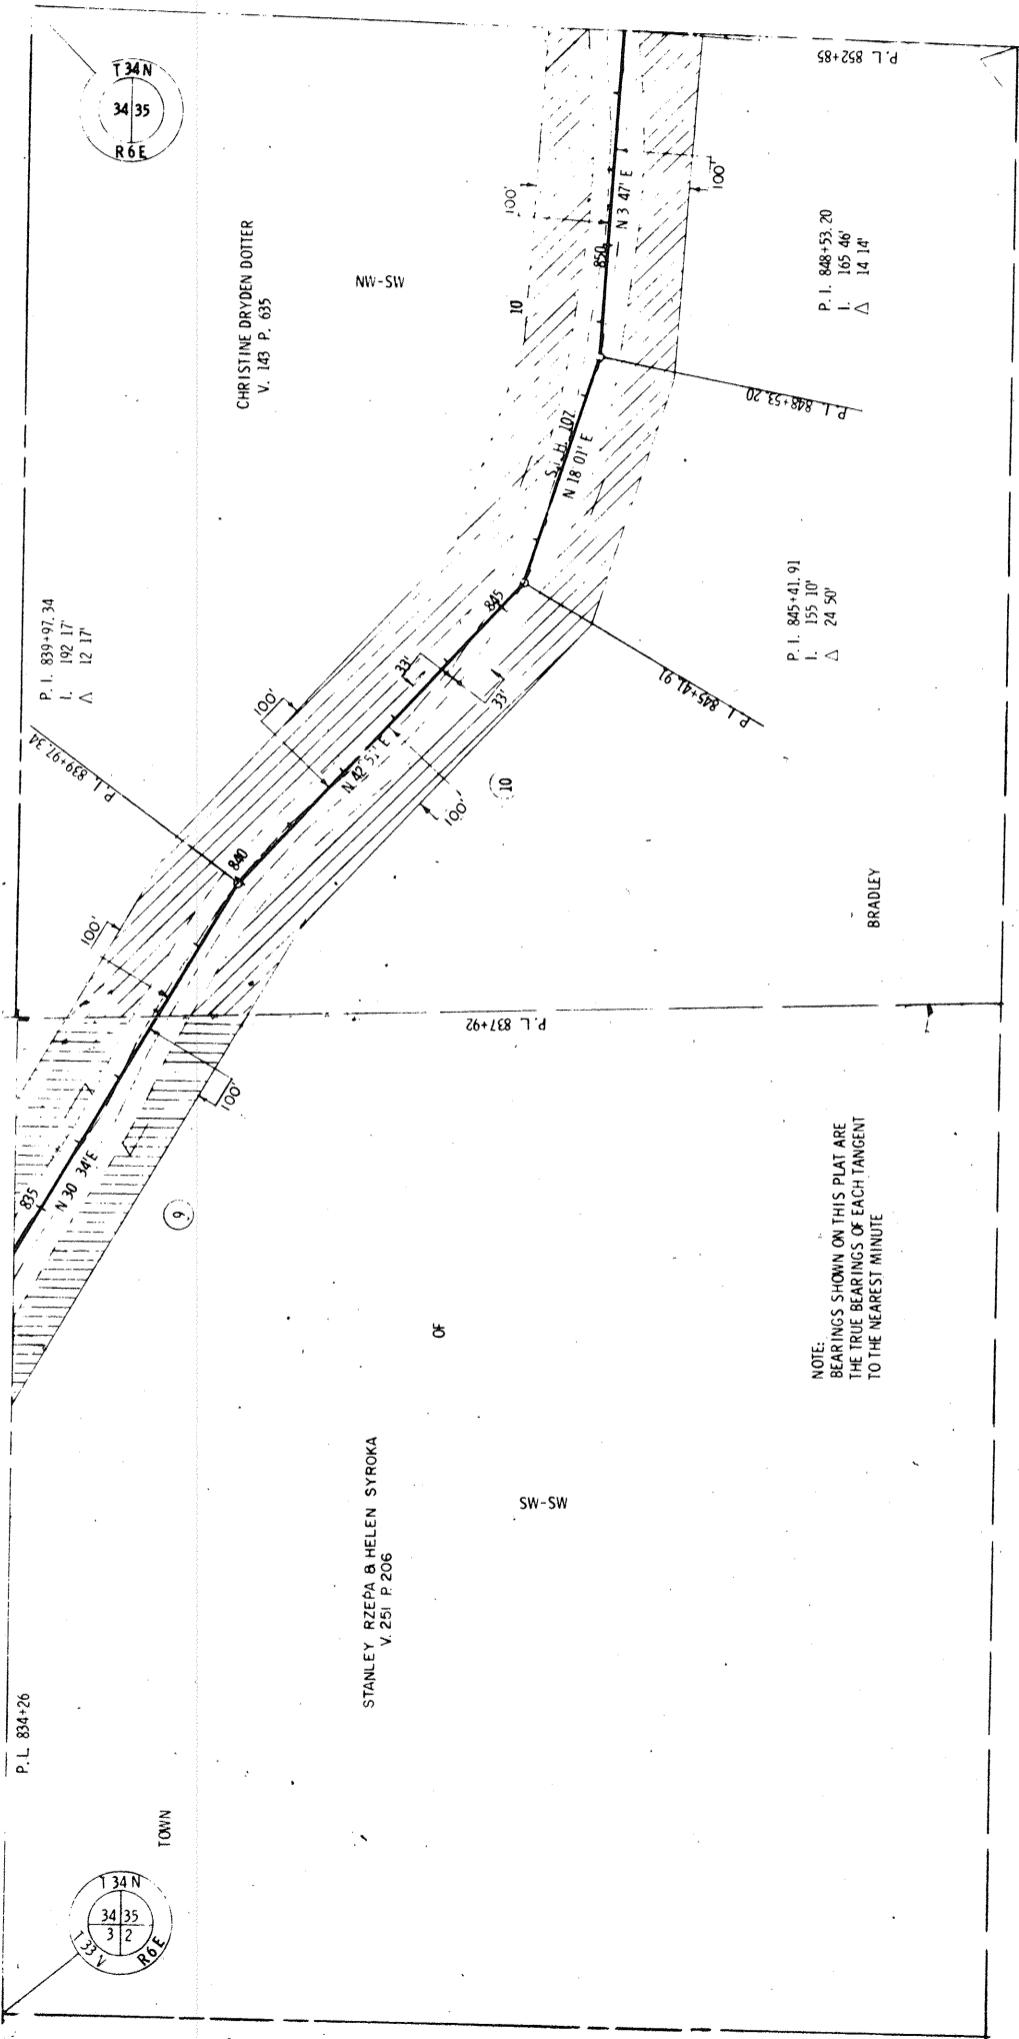 T 34 N
34 35
R 6 E
P. L. 852+85
CHRISTINE DRYDEN DOTTER
V. 143 P. 635
NW-SW
100'
10
850
N 3 47' E
100'
P. I. 848+53.20
I. 165 46'
Δ 14 14'
P. I. 848+53.20
S. T. H. 107
N 18 01' E
P. I. 839+97.34
I. 192 17'
Δ 12 17'
P. I. 839+97.34
845
33'
33'
100'
N 42 51' E
100'
10
P. I. 845+41.91
I. 155 10'
Δ 24 50'
P. I. 845+41.91
840
100'
BRADLEY
P. L. 837+92
100'
835
N 30 34' E
9
OF
NOTE:
BEARINGS SHOWN ON THIS PLAT ARE
THE TRUE BEARINGS OF EACH TANGENT
TO THE NEAREST MINUTE
STANLEY RZEPA & HELEN SYROKA
V. 251 P. 206
SW-SW
P.L. 834+26
TOWN
T 34 N
34 35
3 2
T 33 N
R 6 E